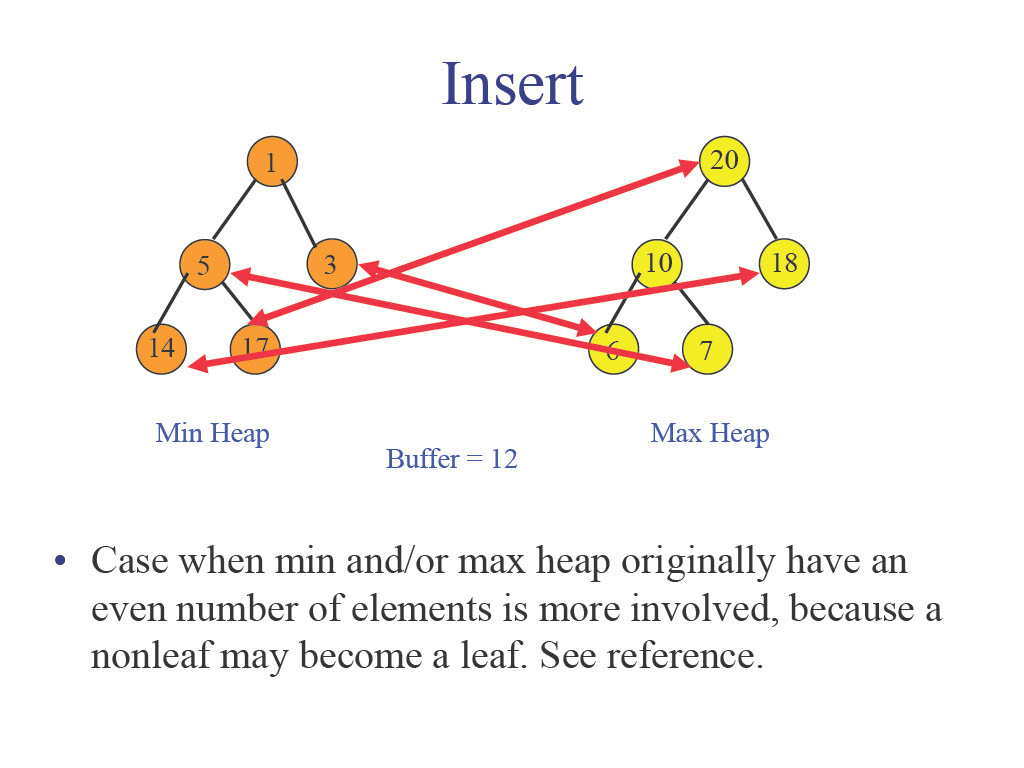 Insert
1
20
5
3
10
18
14
17
6
7
Min Heap
Max Heap
Buffer = 12
• Case when min and/or max heap originally have an
even number of elements is more involved, because a
nonleaf may become a leaf. See reference.